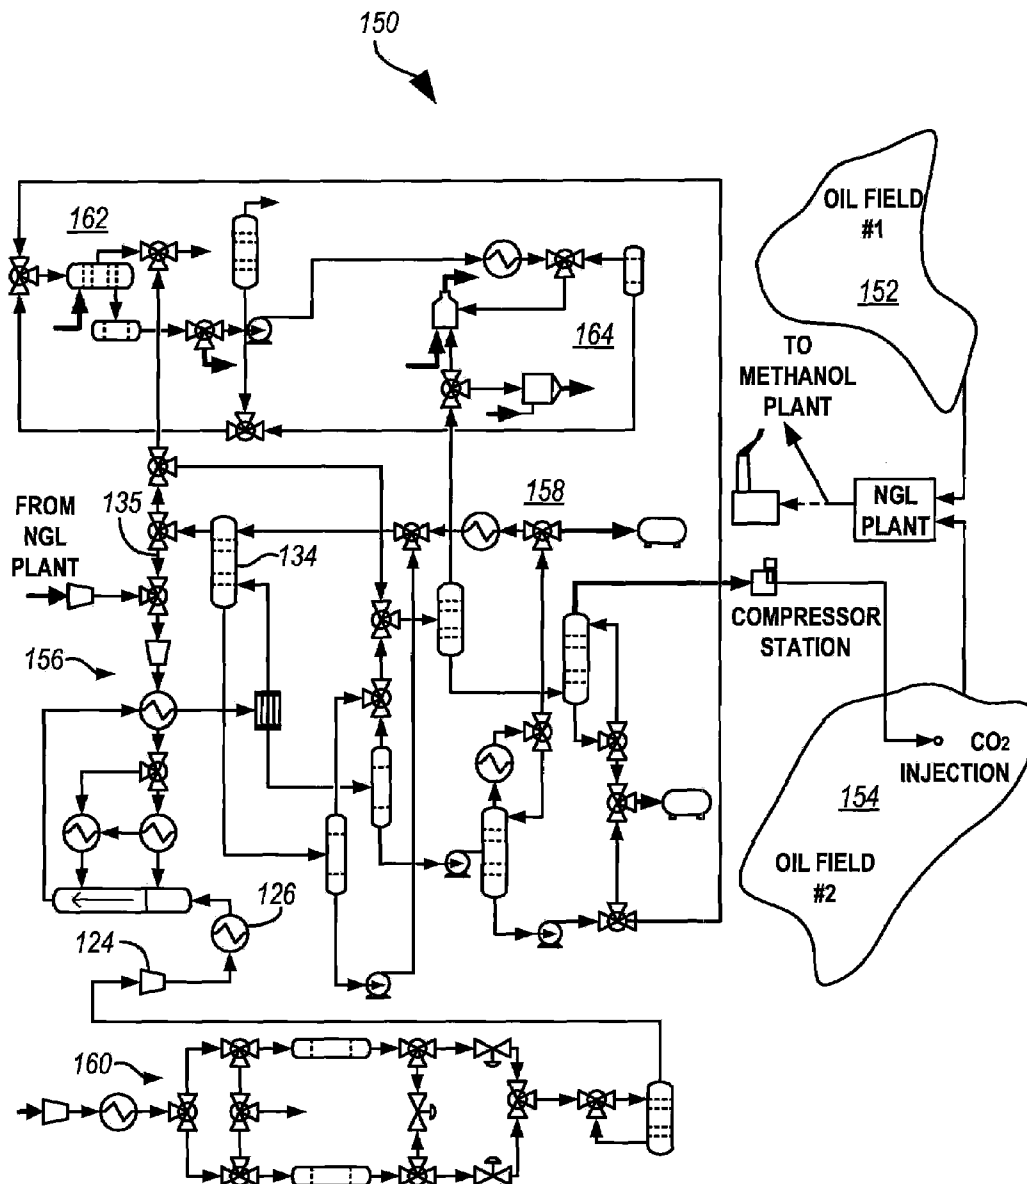 150
162
OIL FIELD
#1
152
164
TO
METHANOL
PLANT
135
158
FROM
NGL
PLANT
134
NGL
PLANT
COMPRESSOR
STATION
156
CO2
INJECTION
154
OIL FIELD
#2
126
124
160